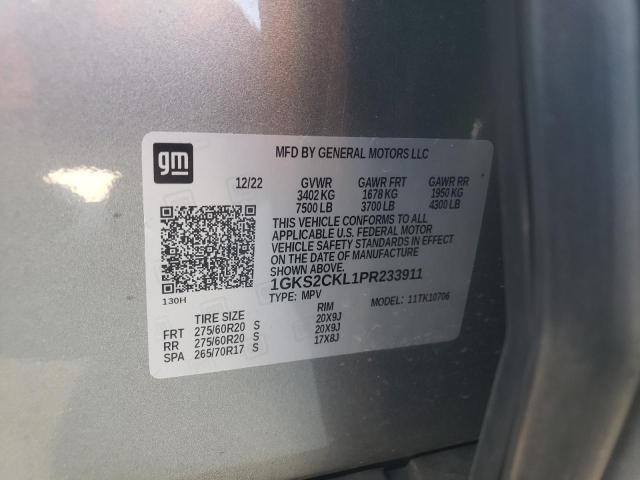 gm
MFD BY GENERAL MOTORS LLC
12/22 GVWR GAWR FRT GAWR RR
3402 KG 1678 KG 1950 KG
7500 LB 3700 LB 4300 LB
THIS VEHICLE CONFORMS TO ALL
APPLICABLE U.S. FEDERAL MOTOR
VEHICLE SAFETY STANDARDS IN EFFECT
ON THE DATE OF MANUFACTURE
SHOWN ABOVE.
1GKS2CKL1PR233911
130H
TYPE: MPV MODEL: 11TK10706
TIRE SIZE RIM
FRT 275/60R20 S 20X9J
RR 275/60R20 S 20X9J
SPA 265/70R17 S 17X8J